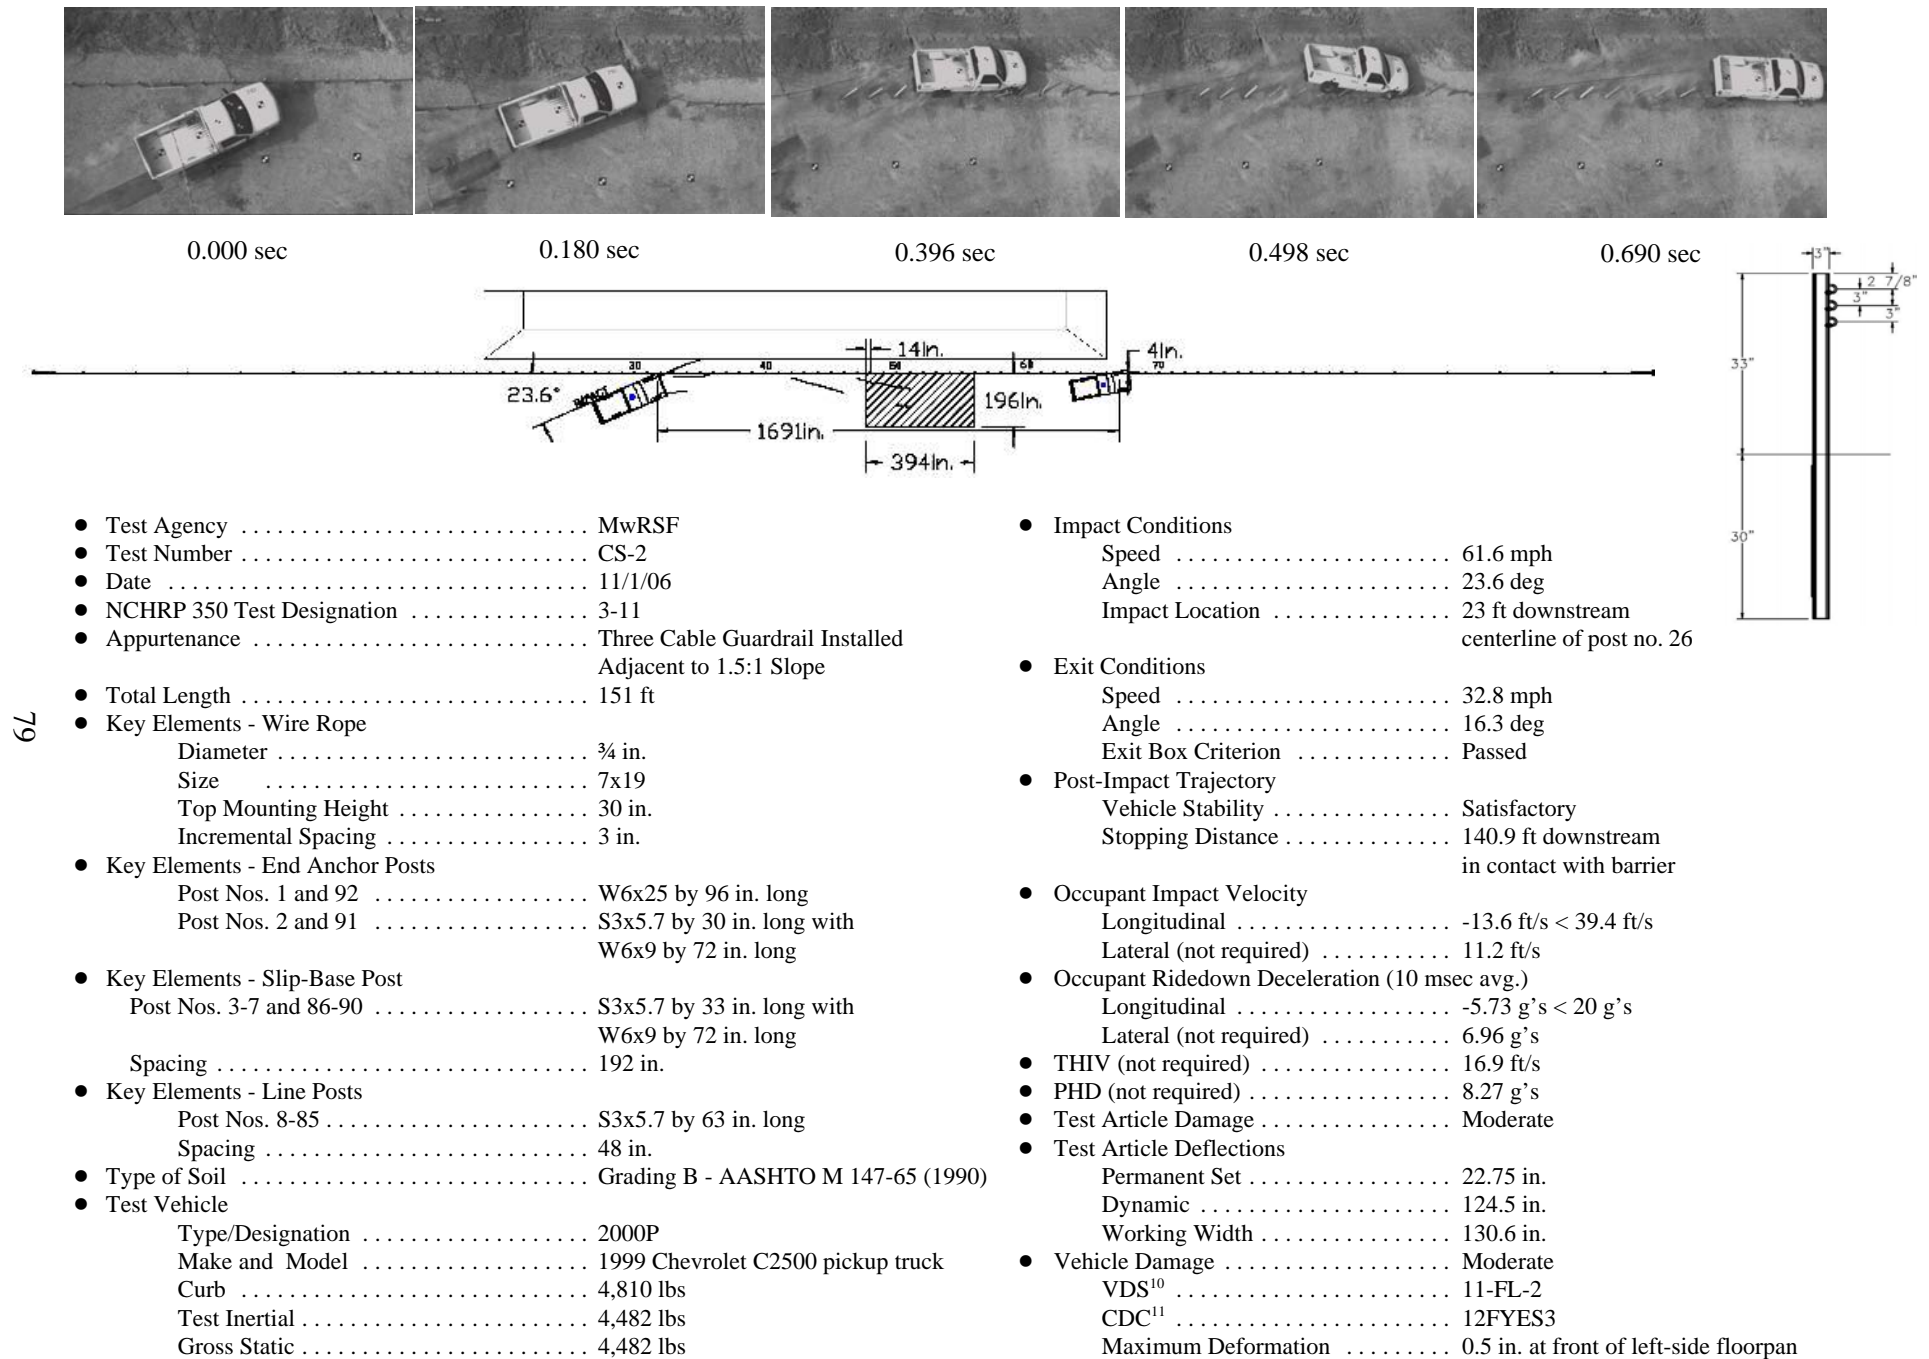 0.000 sec
0.180 sec
0.396 sec
0.498 sec
0.690 sec
3"
2 7/8"
3"
3"
33"
30"
14in.
4in.
30
40
50
60
70
23.6°
196in.
1691in.
394in.
● Test Agency .............................. MwRSF
● Test Number .............................. CS-2
● Date .............................. 11/1/06
● NCHRP 350 Test Designation ............... 3-11
● Appurtenance ............................. Three Cable Guardrail Installed
Adjacent to 1.5:1 Slope
● Total Length .............................. 151 ft
● Key Elements - Wire Rope
Diameter .......................... ¾ in.
Size .......................... 7x19
Top Mounting Height ................ 30 in.
Incremental Spacing ................. 3 in.
● Key Elements - End Anchor Posts
Post Nos. 1 and 92 .................. W6x25 by 96 in. long
Post Nos. 2 and 91 .................. S3x5.7 by 30 in. long with
W6x9 by 72 in. long
● Key Elements - Slip-Base Post
Post Nos. 3-7 and 86-90 .................. S3x5.7 by 33 in. long with
W6x9 by 72 in. long
Spacing ............................... 192 in.
● Key Elements - Line Posts
Post Nos. 8-85 ...................... S3x5.7 by 63 in. long
Spacing ........................... 48 in.
● Type of Soil ............................. Grading B - AASHTO M 147-65 (1990)
● Test Vehicle
Type/Designation ................... 2000P
Make and Model ................... 1999 Chevrolet C2500 pickup truck
Curb ............................. 4,810 lbs
Test Inertial ........................ 4,482 lbs
Gross Static ........................ 4,482 lbs
● Impact Conditions
Speed ....................... 61.6 mph
Angle ....................... 23.6 deg
Impact Location .............. 23 ft downstream
centerline of post no. 26
● Exit Conditions
Speed ....................... 32.8 mph
Angle ....................... 16.3 deg
Exit Box Criterion ............. Passed
● Post-Impact Trajectory
Vehicle Stability ............... Satisfactory
Stopping Distance .............. 140.9 ft downstream
in contact with barrier
● Occupant Impact Velocity
Longitudinal .................. -13.6 ft/s < 39.4 ft/s
Lateral (not required) ........... 11.2 ft/s
● Occupant Ridedown Deceleration (10 msec avg.)
Longitudinal ................... -5.73 g’s < 20 g’s
Lateral (not required) ........... 6.96 g’s
● THIV (not required) ................ 16.9 ft/s
● PHD (not required) ................. 8.27 g’s
● Test Article Damage ................ Moderate
● Test Article Deflections
Permanent Set ................. 22.75 in.
Dynamic ..................... 124.5 in.
Working Width ................ 130.6 in.
● Vehicle Damage ................... Moderate
VDS¹⁰ ....................... 11-FL-2
CDC¹¹ ....................... 12FYES3
Maximum Deformation ......... 0.5 in. at front of left-side floorpan
79